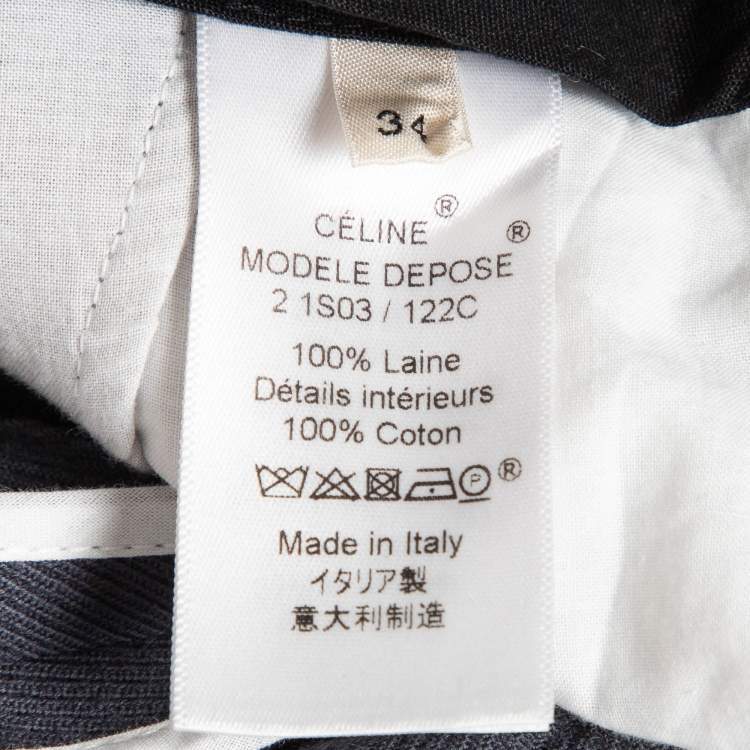 34
CÉLINE®
MODELE DEPOSE®
2 1S03 / 122C
100% Laine
Détails intérieurs
100% Coton
P ®
Made in Italy
イタリア製
意大利制造